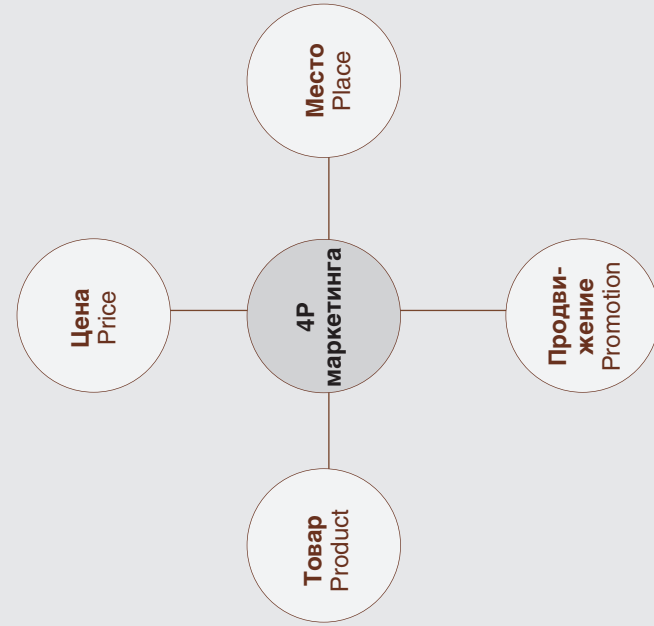 Цена
Price
Товар
Product
4P
маркетинга
Место
Place
Продви-
жение
Promotion